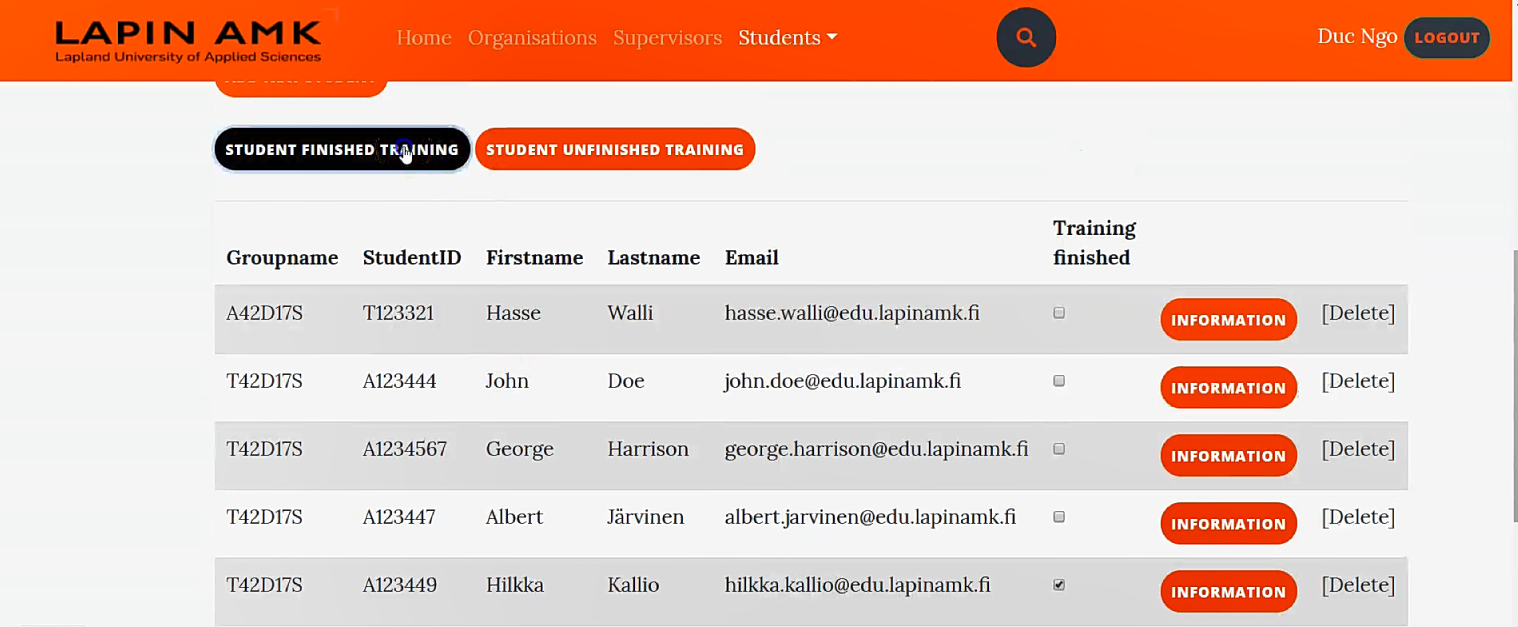 LAPIN AMK
Lapland University of Applied Sciences
Home Organisations Supervisors Students
Duc Ngo LOGOUT
STUDENT FINISHED TRAINING STUDENT UNFINISHED TRAINING
Training
Groupname StudentID Firstname Lastname Email finished
A42D17S T123321 Hasse Walli hasse.walli@edu.lapinamk.fi INFORMATION [Delete]
T42D17S A123444 John Doe john.doe@edu.lapinamk.fi INFORMATION [Delete]
T42D17S A1234567 George Harrison george.harrison@edu.lapinamk.fi INFORMATION [Delete]
T42D17S A123447 Albert Järvinen albert.jarvinen@edu.lapinamk.fi INFORMATION [Delete]
T42D17S A123449 Hilkka Kallio hilkka.kallio@edu.lapinamk.fi INFORMATION [Delete]